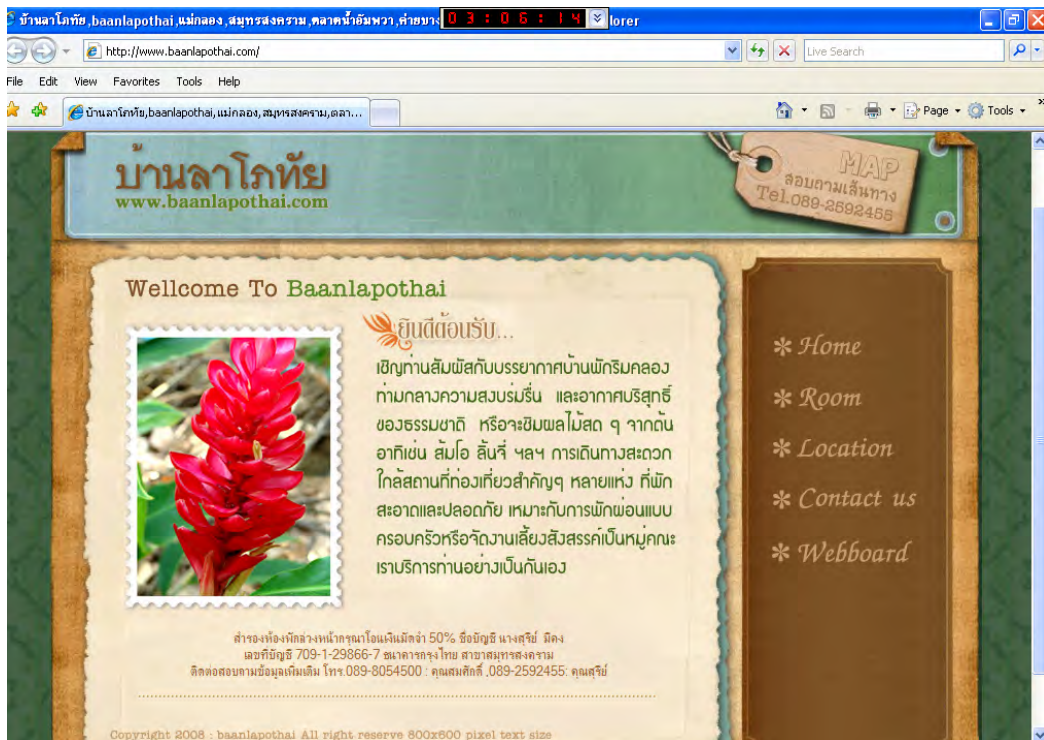 บ้านลาโภทัย,baanlapothai,แม่กลอง,สมุทรสงคราม,ตลาดน้ำอัมพวา,ค่ายบาง
03:06:14
lorer
http://www.baanlapothai.com/
Live Search
File Edit View Favorites Tools Help
บ้านลาโภทัย,baanlapothai,แม่กลอง,สมุทรสงคราม,ตลา...
Page
Tools
บ้านลาโภทัย
www.baanlapothai.com
MAP
สอบถามเส้นทาง
Tel.089-2592455
Wellcome To Baanlapothai
ยินดีต้อนรับ...
เชิญท่านสัมผัสกับบรรยากาศบ้านพักริมคลอง
ท่ามกลางความสงบร่มรื่น และอากาศบริสุทธิ์
ของธรรมชาติ หรือจะชิมผลไม้สด ๆ จากต้น
อาทิเช่น ส้มโอ ลิ้นจี่ ฯลฯ การเดินทางสะดวก
ใกล้สถานที่ท่องเที่ยวสำคัญๆ หลายแห่ง ที่พัก
สะอาดและปลอดภัย เหมาะกับการพักผ่อนแบบ
ครอบครัวหรือจัดงานเลี้ยงสังสรรค์เป็นหมู่คณะ
เราบริการท่านอย่างเป็นกันเอง
* Home
* Room
* Location
* Contact us
* Webboard
สำรองห้องพักล่วงหน้ากรุณาโอนเงินมัดจำ 50% ชื่อบัญชี นางสุรีย์ มีคง
เลขที่บัญชี 709-1-29866-7 ธนาคารกรุงไทย สาขาสมุทรสงคราม
ติดต่อสอบถามข้อมูลเพิ่มเติม โทร.089-8054500 : คุณสมศักดิ์ ,089-2592455: คุณสุรีย์
Copyright 2008 : baanlapothai All right reserve 800x600 pixel text size